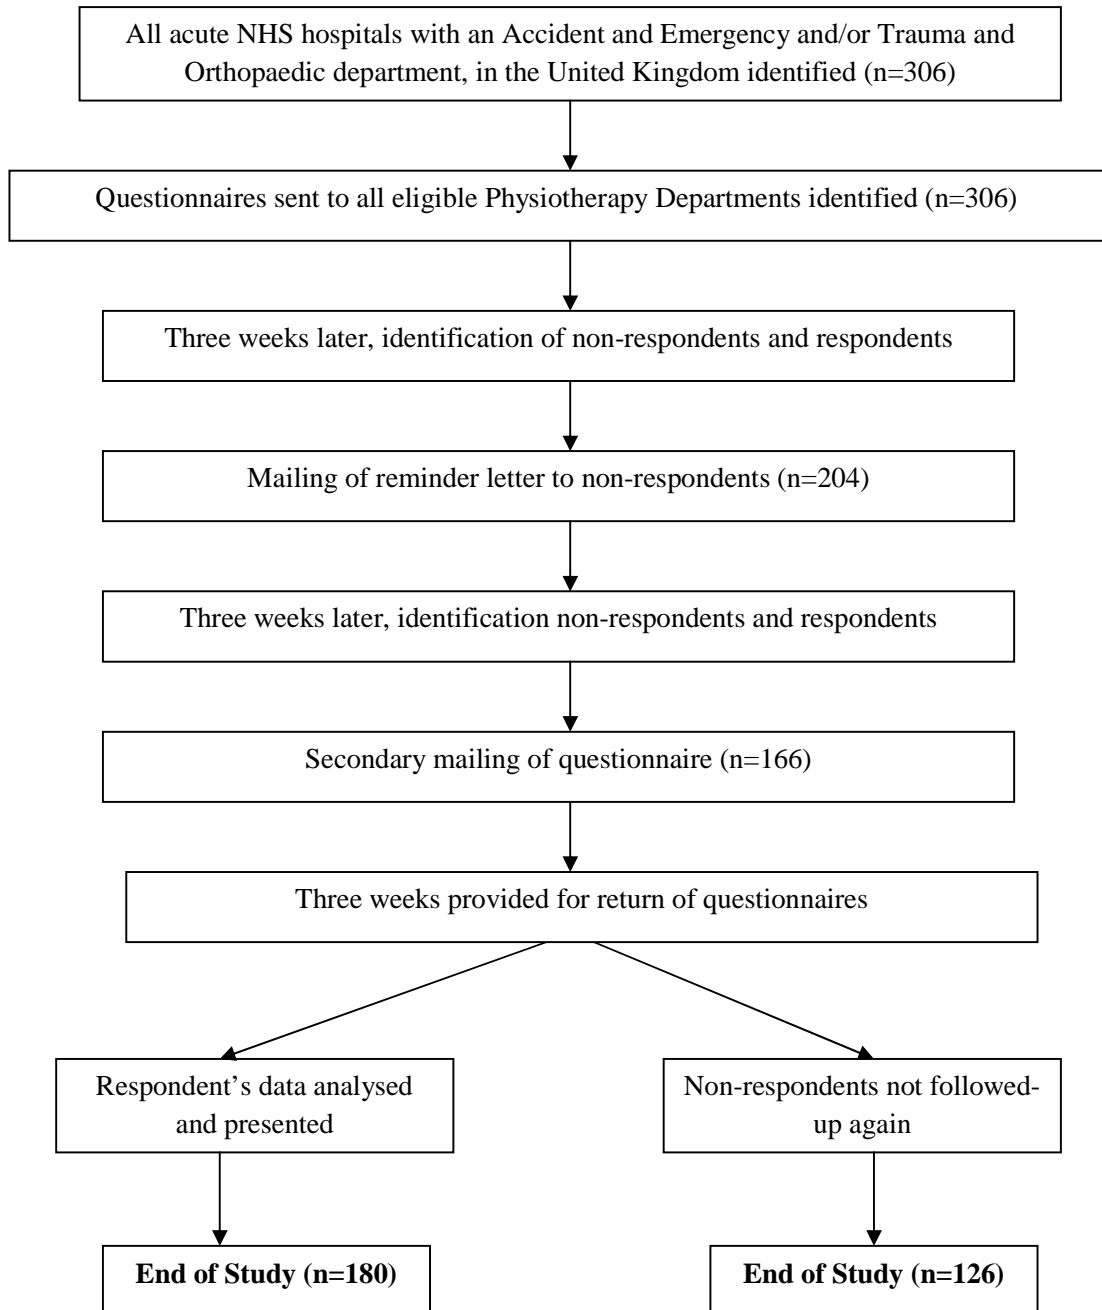 All acute NHS hospitals with an Accident and Emergency and/or Trauma and
Orthopaedic department, in the United Kingdom identified (n=306)
Questionnaires sent to all eligible Physiotherapy Departments identified (n=306)
Three weeks later, identification of non-respondents and respondents
Mailing of reminder letter to non-respondents (n=204)
Three weeks later, identification non-respondents and respondents
Secondary mailing of questionnaire (n=166)
Three weeks provided for return of questionnaires
Respondent’s data analysed
and presented
Non-respondents not followed-
up again
End of Study (n=180)
End of Study (n=126)